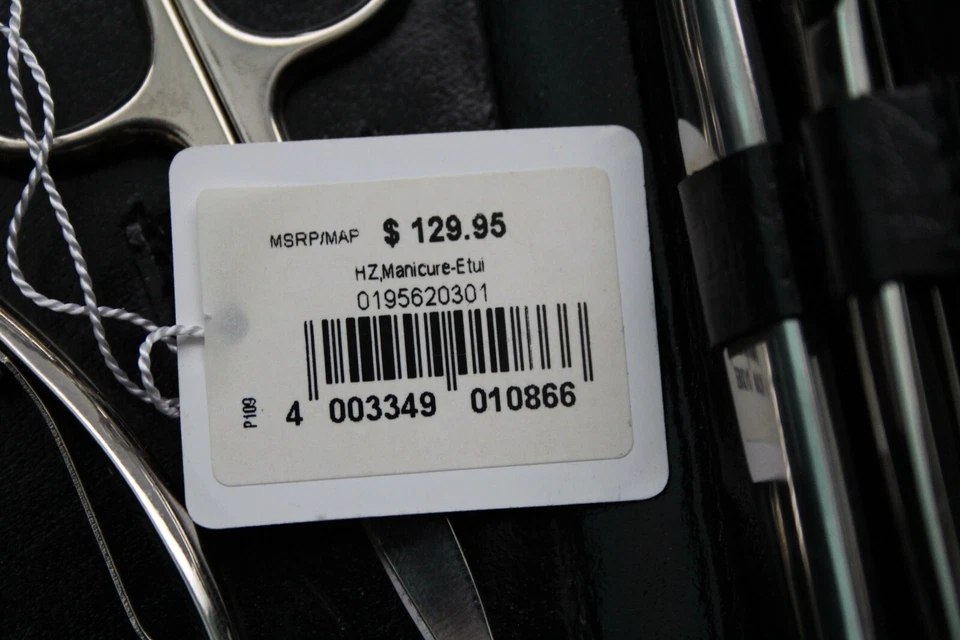 MSRP/MAP $ 129.95
HZ,Manicure-Etui
0195620301
P109
4 003349 010866